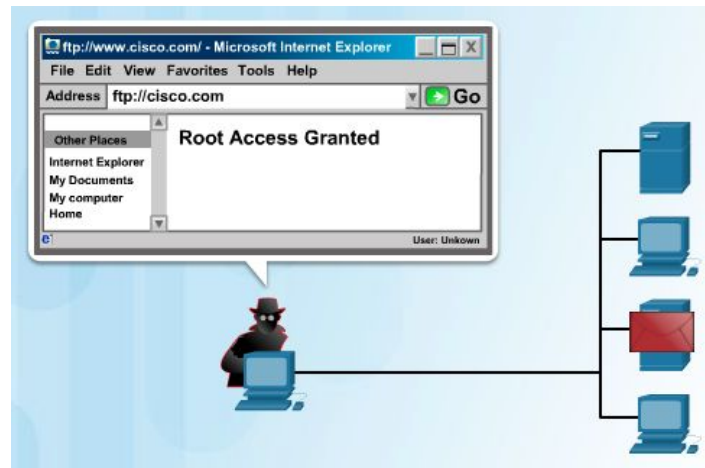 ftp://www.cisco.com/ - Microsoft Internet Explorer
File Edit View Favorites Tools Help
Address ftp://cisco.com Go
Other Places
Internet Explorer
My Documents
My computer
Home
Root Access Granted
e
User: Unkown